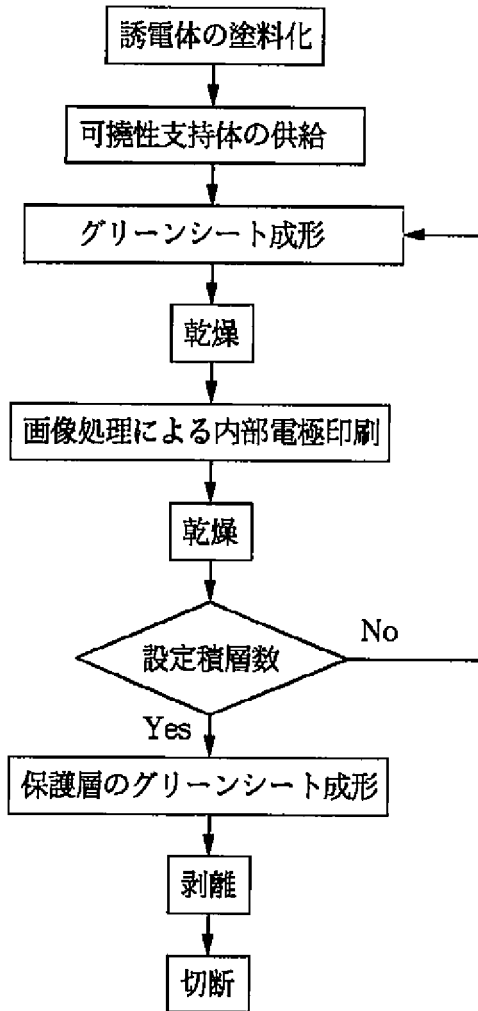 誘電体の塗料化
可撓性支持体の供給
グリーンシート成形
乾燥
画像処理による内部電極印刷
乾燥
設定積層数
No
Yes
保護層のグリーンシート成形
剥離
切断